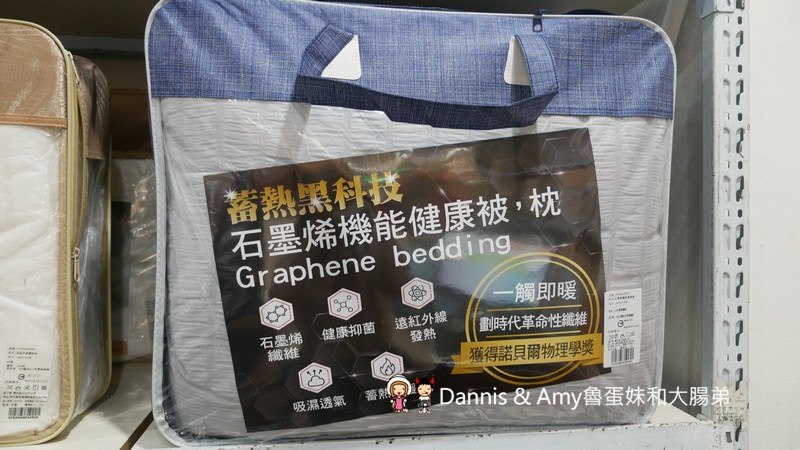 蓄熱黑科技
石墨烯機能健康被，枕
Graphene bedding
一觸即暖
劃時代革命性纖維
獲得諾貝爾物理學獎
石墨烯
纖維
健康抑菌
遠紅外線
發熱
吸濕透氣
蓄熱
Dannis & Amy魯蛋妹和大腸弟